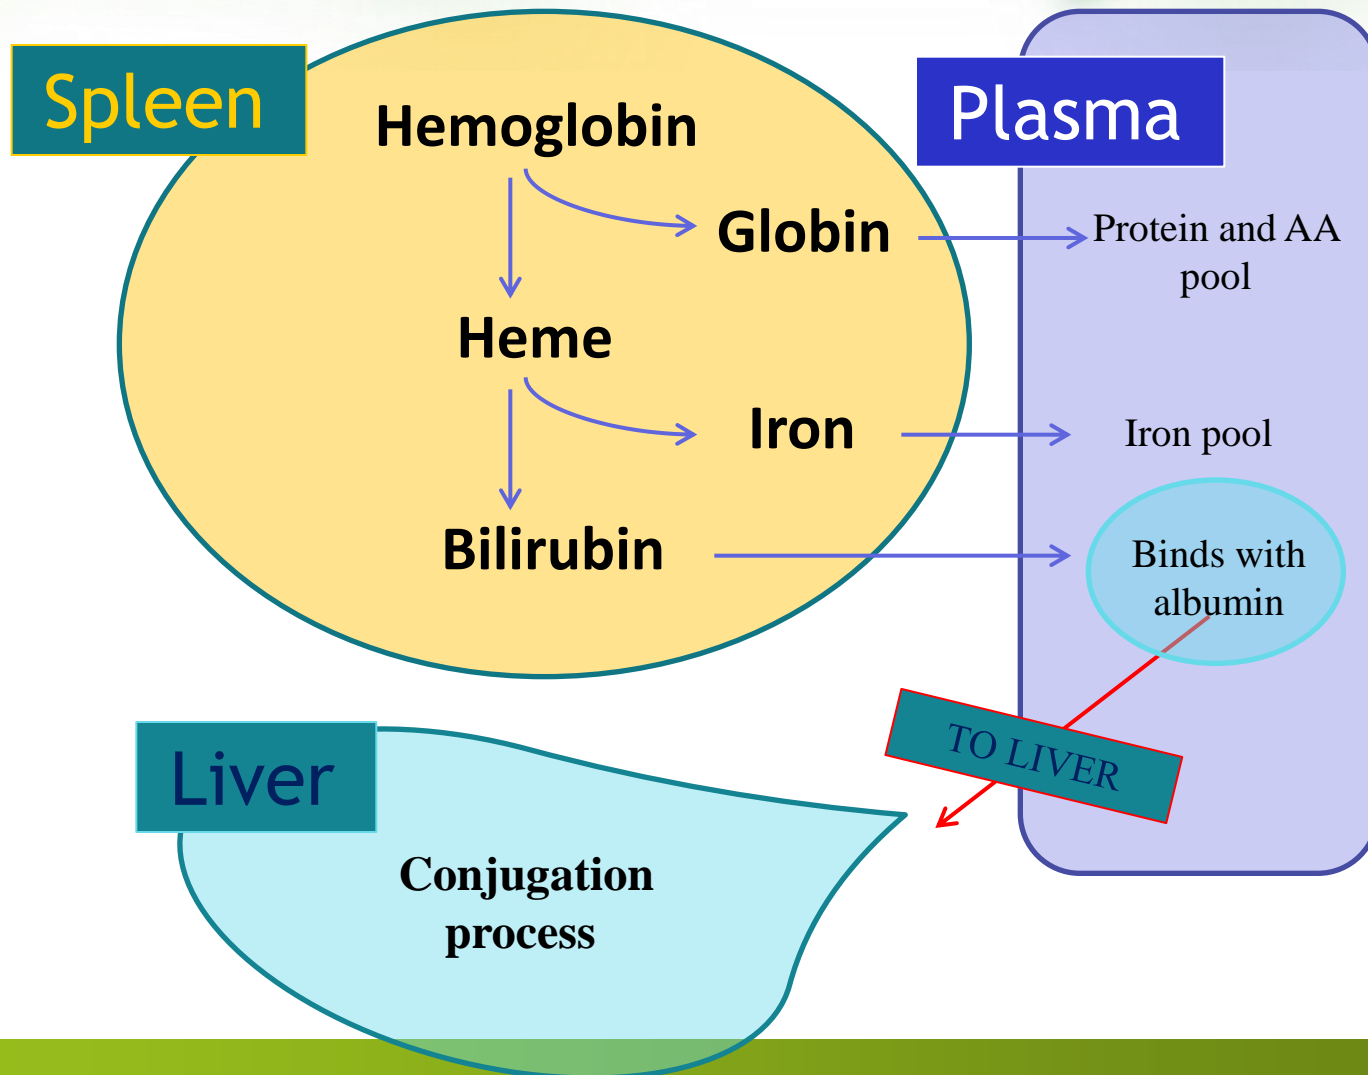 Spleen
Plasma
Hemoglobin
Globin
Protein and AA
pool
Heme
Iron
Iron pool
Bilirubin
Binds with
albumin
TO LIVER
Liver
Conjugation
process